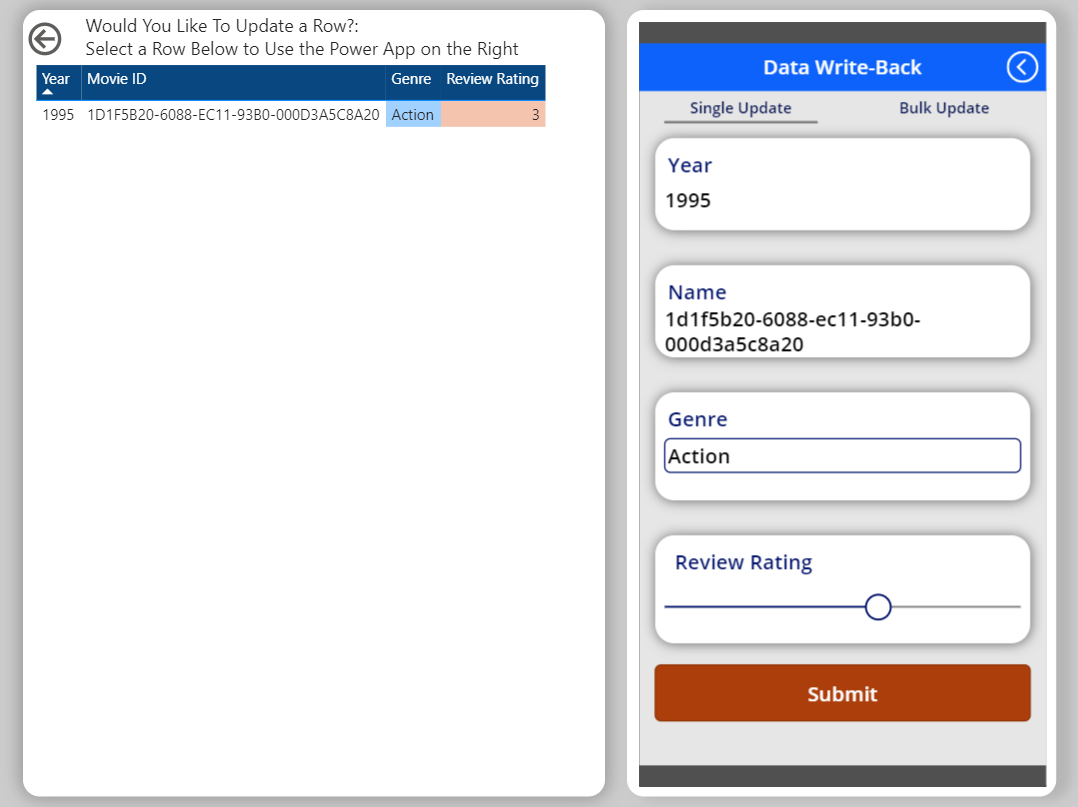 Would You Like To Update a Row?:
Select a Row Below to Use the Power App on the Right
Year Movie ID Genre Review Rating
1995 1D1F5B20-6088-EC11-93B0-000D3A5C8A20 Action 3
Data Write-Back
Single Update Bulk Update
Year
1995
Name
1d1f5b20-6088-ec11-93b0-
000d3a5c8a20
Genre
Action
Review Rating
Submit